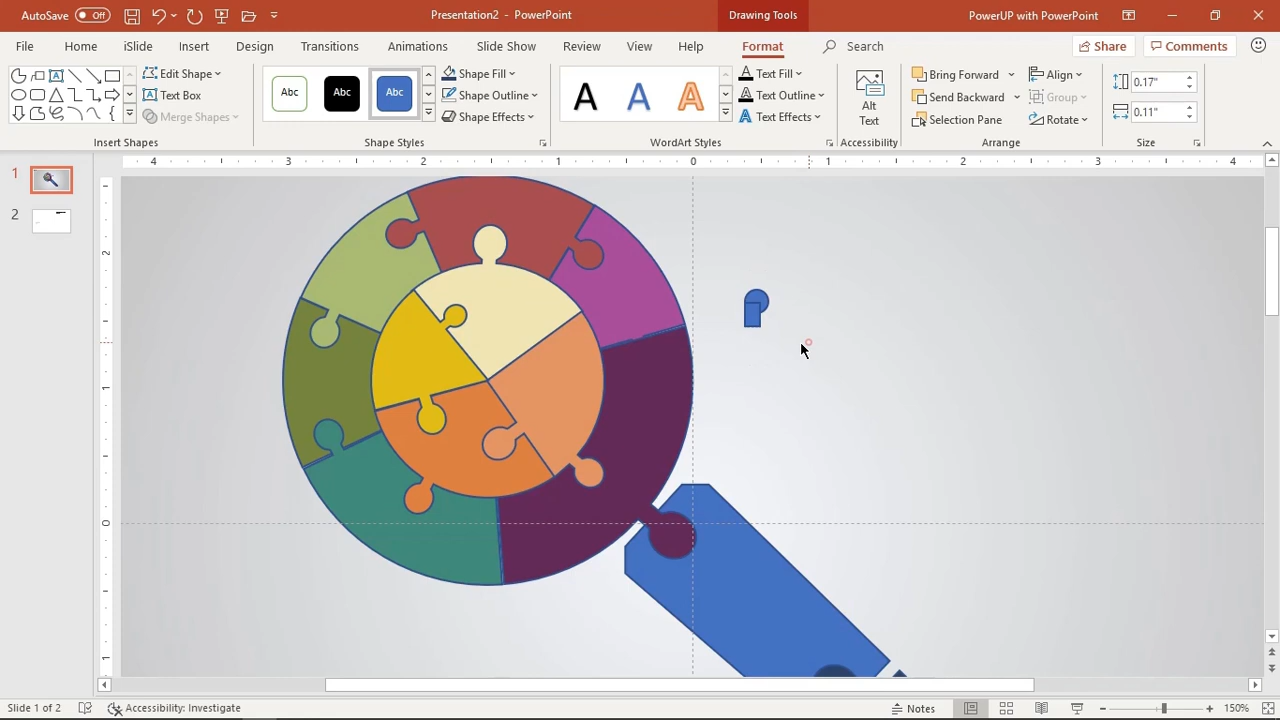 AutoSave Off Presentation2 - PowerPoint Drawing Tools PowerUP with PowerPoint
File Home iSlide Insert Design Transitions Animations Slide Show Review View Help Format Search Share Comments
Edit Shape Abc Abc Abc Shape Fill A A A Text Fill Alt Text Bring Forward Align 0.17"
A Text Box Shape Outline A Text Outline Send Backward Group 0.11"
Merge Shapes Shape Effects A Text Effects Selection Pane Rotate
Insert Shapes Shape Styles WordArt Styles Accessibility Arrange Size
4 3 2 1 0 1 2 3 4
1
2
2
1
0
1
Slide 1 of 2 Accessibility: Investigate Notes 150%